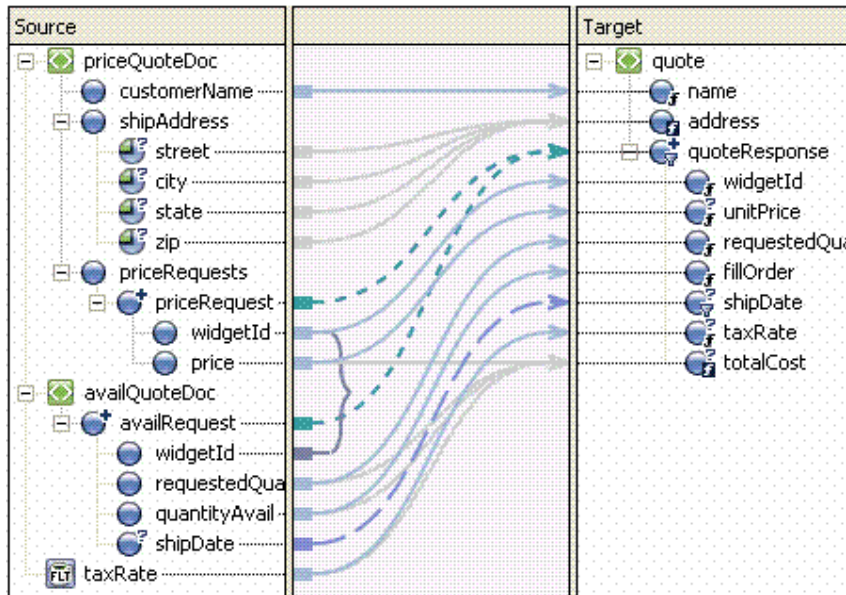 Source
Target
priceQuoteDoc
quote
customerName
name
shipAddress
address
street
quoteResponse
city
widgetId
state
unitPrice
zip
requestedQua
priceRequests
fillOrder
priceRequest
shipDate
widgetId
taxRate
price
totalCost
availQuoteDoc
availRequest
widgetId
requestedQua
quantityAvail
shipDate
FLT taxRate